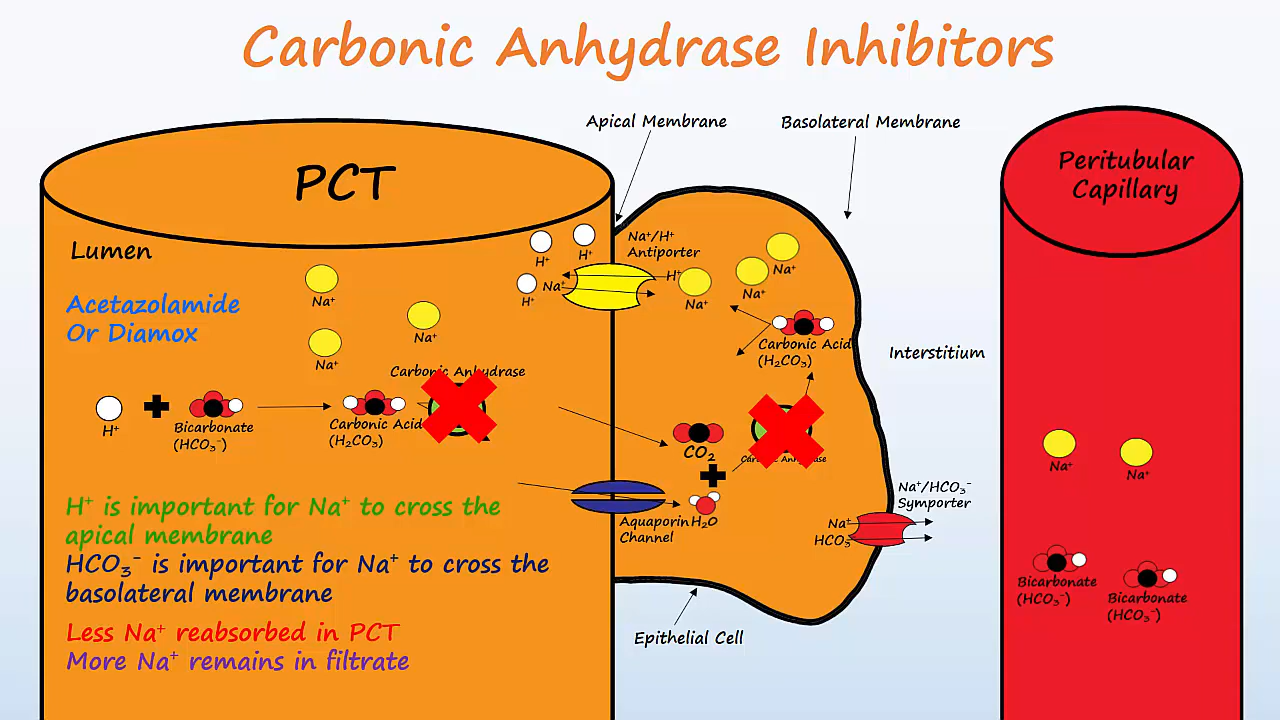 Carbonic Anhydrase Inhibitors
Apical Membrane
Basolateral Membrane
PCT
Peritubular
Capillary
Lumen
Acetazolamide
Or Diamox
H⁺
H⁺
H⁺
Na⁺
Na⁺
Na⁺
Na⁺/H⁺
Antiporter
H⁺
Na⁺
Na⁺
Na⁺
Na⁺
Carbonic Acid
(H₂CO₃)
Interstitium
Carbonic Anhydrase
H⁺
Bicarbonate
(HCO₃⁻)
Carbonic Acid
(H₂CO₃)
CO₂
Carbonic Anhydrase
Na⁺
Na⁺
H⁺ is important for Na⁺ to cross the
apical membrane
HCO₃⁻ is important for Na⁺ to cross the
basolateral membrane
Less Na⁺ reabsorbed in PCT
More Na⁺ remains in filtrate
Aquaporin
Channel
H₂O
Na⁺/HCO₃⁻
Symporter
Na⁺
HCO₃⁻
Epithelial Cell
Bicarbonate
(HCO₃⁻)
Bicarbonate
(HCO₃⁻)